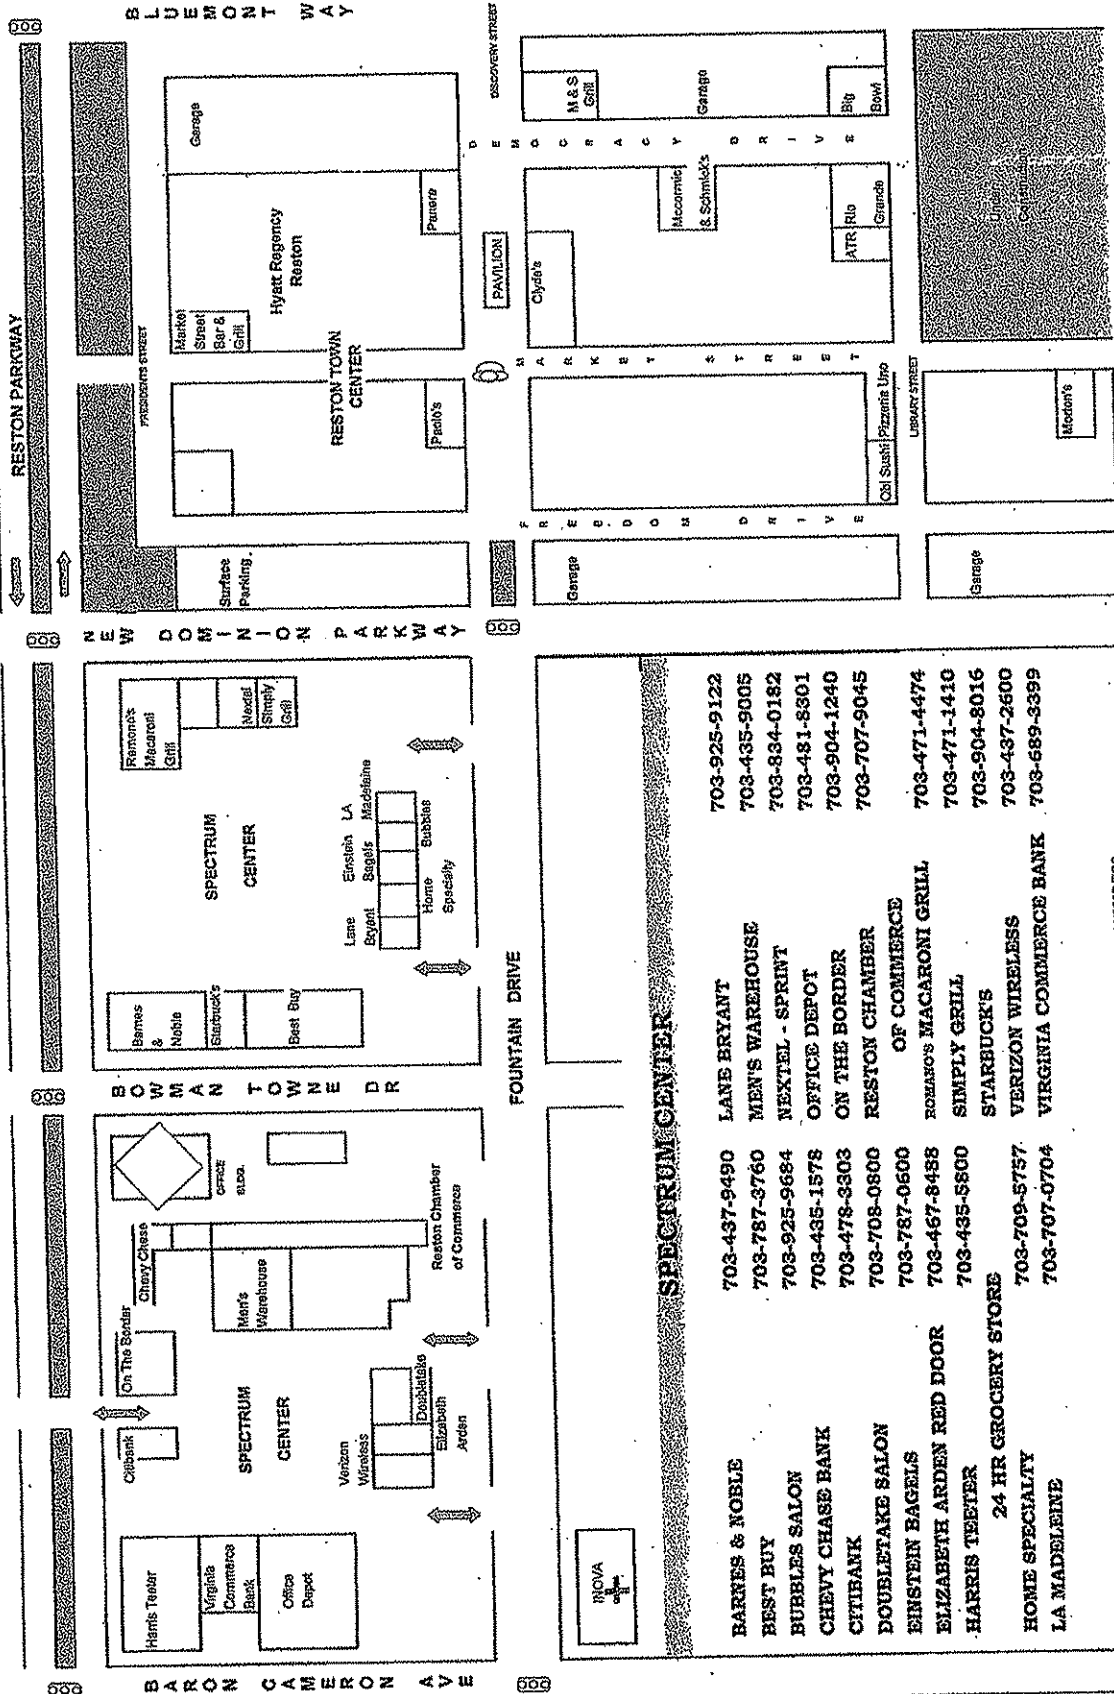 RESTON PARKWAY
BLUEMONT WAY
PRESIDENTS STREET
DISCOVERY STREET
Garage
Market
Street
Bar &
Grill
Hyatt Regency
Reston
Panera
RESTON TOWN
CENTER
Paolo's
Surface
Parking
NEW DOMINION PARKWAY
PAVILION
M & S
Grill
Garage
Big
Bowl
DEMOCRACY DRIVE
Clyde's
Mccormic
& Schmick's
ATR
Rio
Grande
MARKET STREET
Obi Sushi
Pizzeria Uno
FREEDOM DRIVE
Garage
LIBRARY STREET
Under
Construction
Morton's
Garage
Romono's
Macaroni
Grill
Nextel
Simply
Grill
SPECTRUM
CENTER
Lane
Bryant
Einstein
Bagels
LA
Madelaine
Home
Specialty
Bubbles
Barnes
&
Noble
Starbuck's
Best Buy
BOWMAN TOWNE DR
FOUNTAIN DRIVE
OFFICE
BLDG.
Chevy Chase
On The Border
Men's
Warehouse
Reston Chamber
of Commerce
Citibank
SPECTRUM
CENTER
Verizon
Wireless
Doubletake
Elizabeth
Arden
Harris Teeter
Virginia
Commerce
Bank
Office
Depot
BARON CAMERON AVE
INOVA
SPECTRUM CENTER
BARNES & NOBLE 703-437-9490
BEST BUY 703-787-3760
BUBBLES SALON 703-925-9684
CHEVY CHASE BANK 703-435-1578
CITIBANK 703-478-3303
DOUBLETAKE SALON 703-708-0800
EINSTEIN BAGELS 703-787-0600
ELIZABETH ARDEN RED DOOR 703-467-8488
HARRIS TEETER 703-435-5800
24 HR GROCERY STORE
HOME SPECIALTY 703-709-5757
LA MADELEINE 703-707-0704
LANE BRYANT 703-925-9122
MEN'S WAREHOUSE 703-435-9005
NEXTEL - SPRINT 703-834-0182
OFFICE DEPOT 703-481-8301
ON THE BORDER 703-904-1240
RESTON CHAMBER 703-707-9045
OF COMMERCE
ROMANO'S MACARONI GRILL 703-471-4474
SIMPLY GRILL 703-471-1410
STARBUCK'S 703-904-8016
VERIZON WIRELESS 703-437-2600
VIRGINIA COMMERCE BANK 703-689-3399